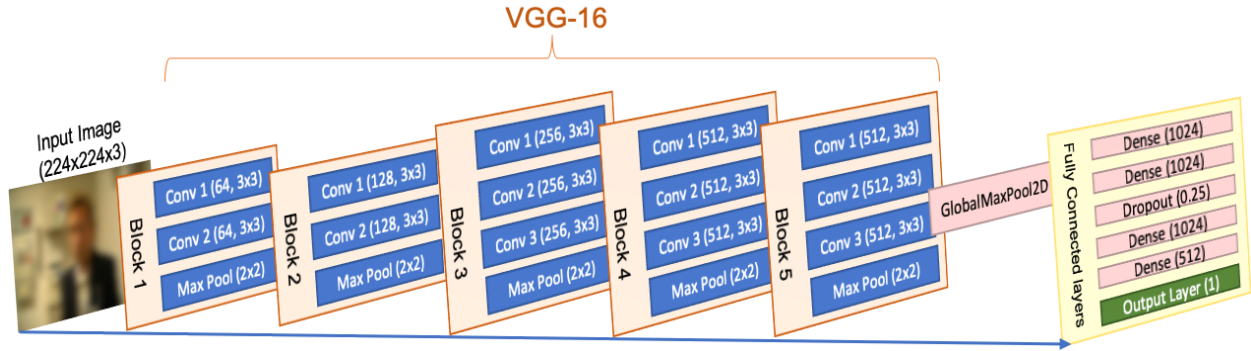 VGG-16
Input Image
(224x224x3)
Block 1
Conv 1 (64, 3x3)
Conv 2 (64, 3x3)
Max Pool (2x2)
Block 2
Conv 1 (128, 3x3)
Conv 2 (128, 3x3)
Max Pool (2x2)
Block 3
Conv 1 (256, 3x3)
Conv 2 (256, 3x3)
Conv 3 (256, 3x3)
Max Pool (2x2)
Block 4
Conv 1 (512, 3x3)
Conv 2 (512, 3x3)
Conv 3 (512, 3x3)
Max Pool (2x2)
Block 5
Conv 1 (512, 3x3)
Conv 2 (512, 3x3)
Conv 3 (512, 3x3)
Max Pool (2x2)
GlobalMaxPool2D
Fully Connected layers
Dense (1024)
Dense (1024)
Dropout (0.25)
Dense (1024)
Dense (512)
Output Layer (1)